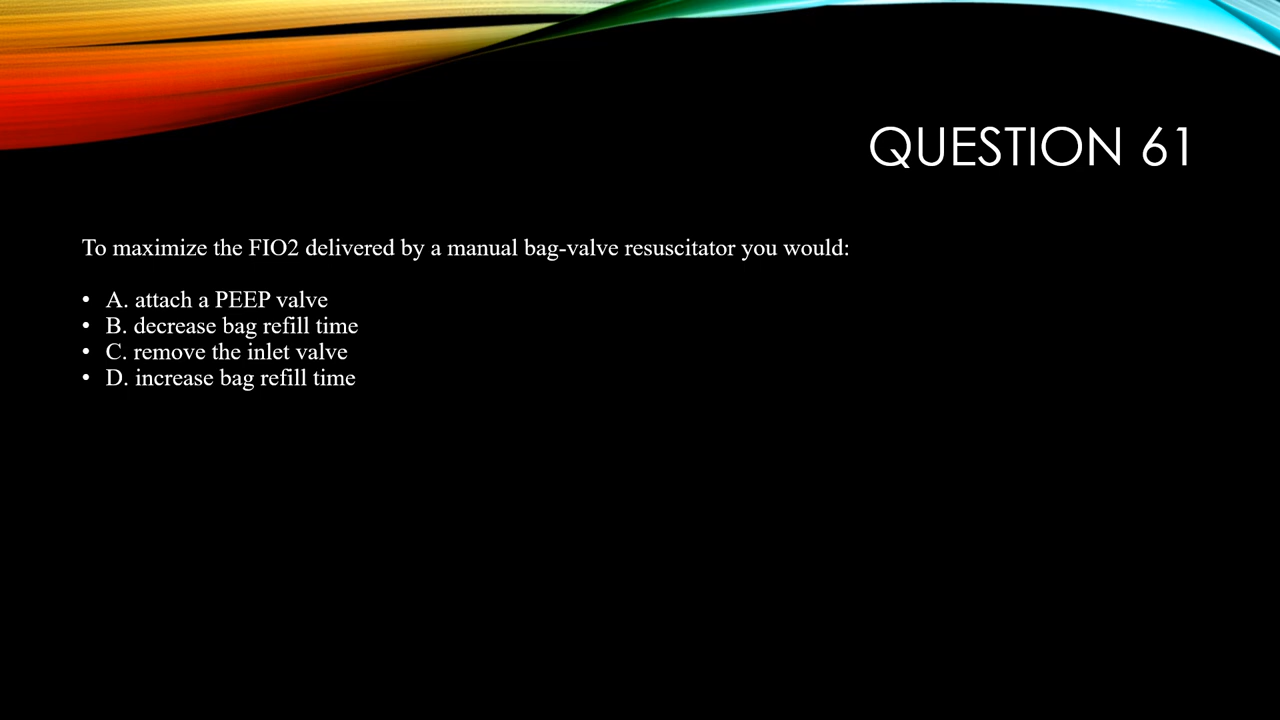 QUESTION 61
To maximize the FIO2 delivered by a manual bag-valve resuscitator you would:
• A. attach a PEEP valve
• B. decrease bag refill time
• C. remove the inlet valve
• D. increase bag refill time